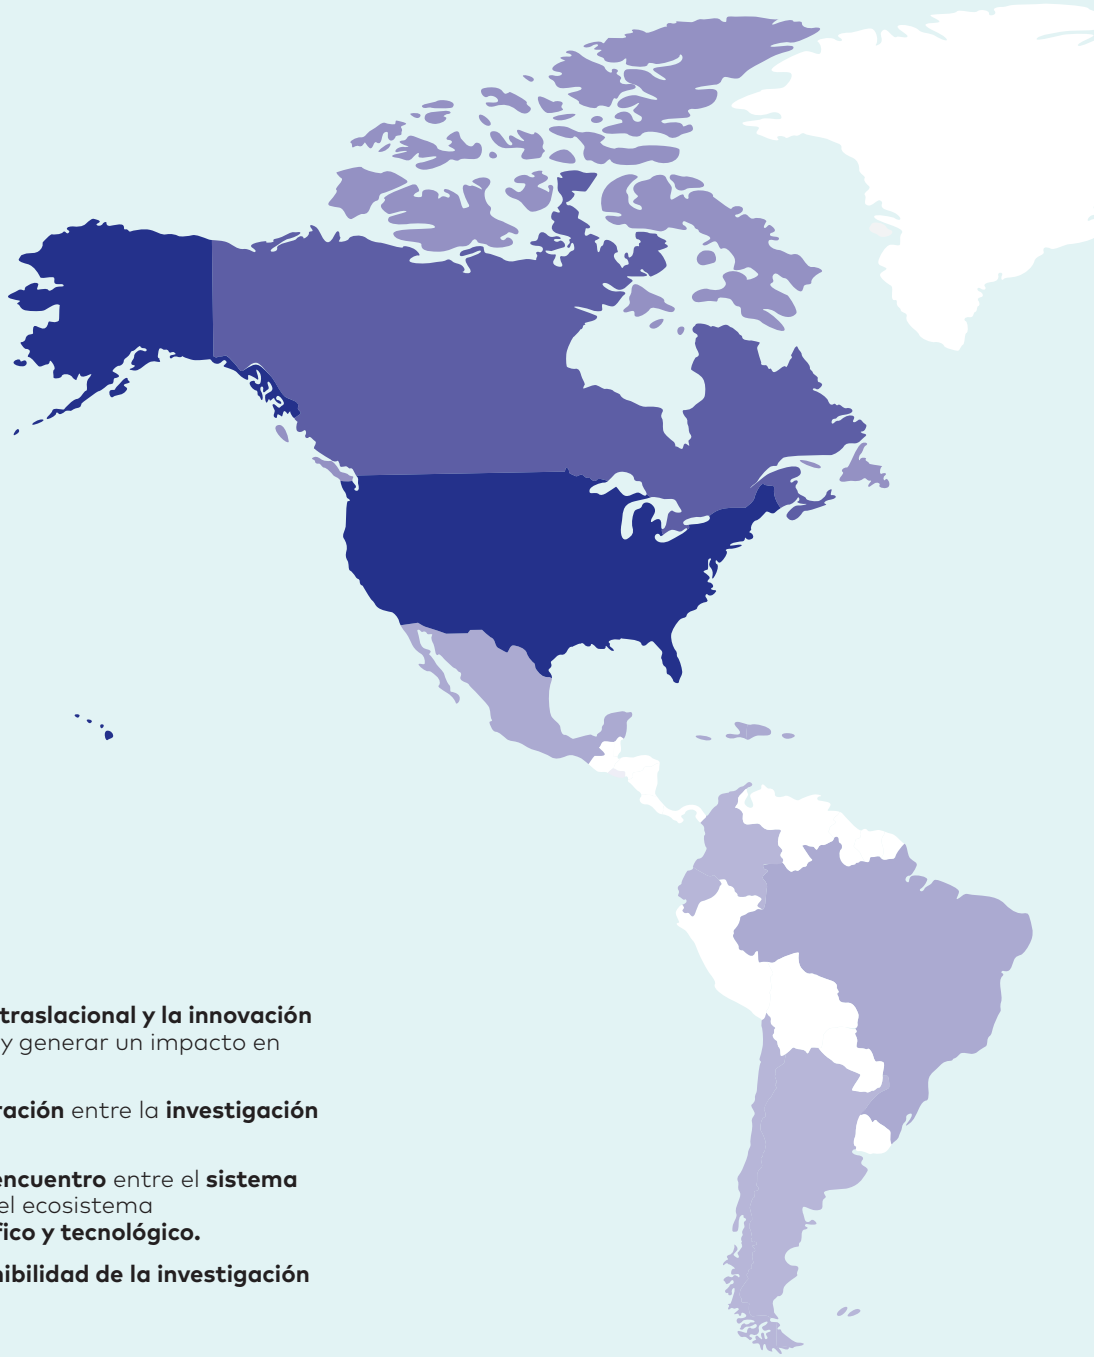 traslacional y la innovación
y generar un impacto en
ración entre la investigación
encuentro entre el sistema
el ecosistema
fico y tecnológico.
nibilidad de la investigación